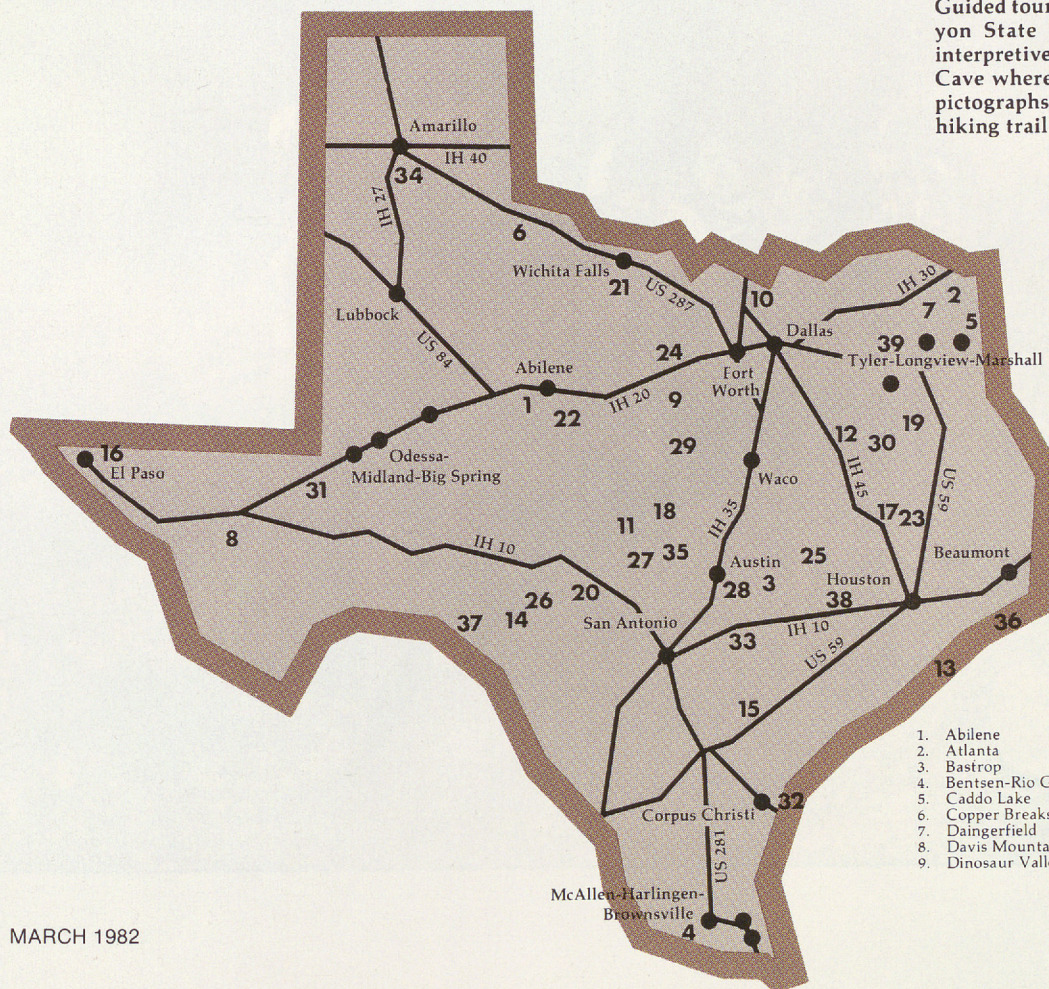 Guided tour
yon State
interpretive
Cave where
pictographs
hiking trail
Amarillo
IH 40
34
IH 27
6
Wichita Falls
21
US 287
10
IH 30
2
7
5
Lubbock
US 84
Dallas
39
Tyler-Longview-Marshall
24
Fort
Worth
Abilene
1
22
IH 20
9
19
12
30
29
16
El Paso
Odessa-
Midland-Big Spring
31
Waco
IH 45
US 59
8
IH 10
11
18
IH 35
17
23
27
35
Austin
28
3
25
Beaumont
Houston
38
37
14
26
20
San Antonio
33
IH 10
36
US 59
13
15
Corpus Christi
32
US 281
McAllen-Harlingen-
Brownsville
4
1. Abilene
2. Atlanta
3. Bastrop
4. Bentsen-Rio G
5. Caddo Lake
6. Copper Breaks
7. Daingerfield
8. Davis Mounta
9. Dinosaur Vall
MARCH 1982